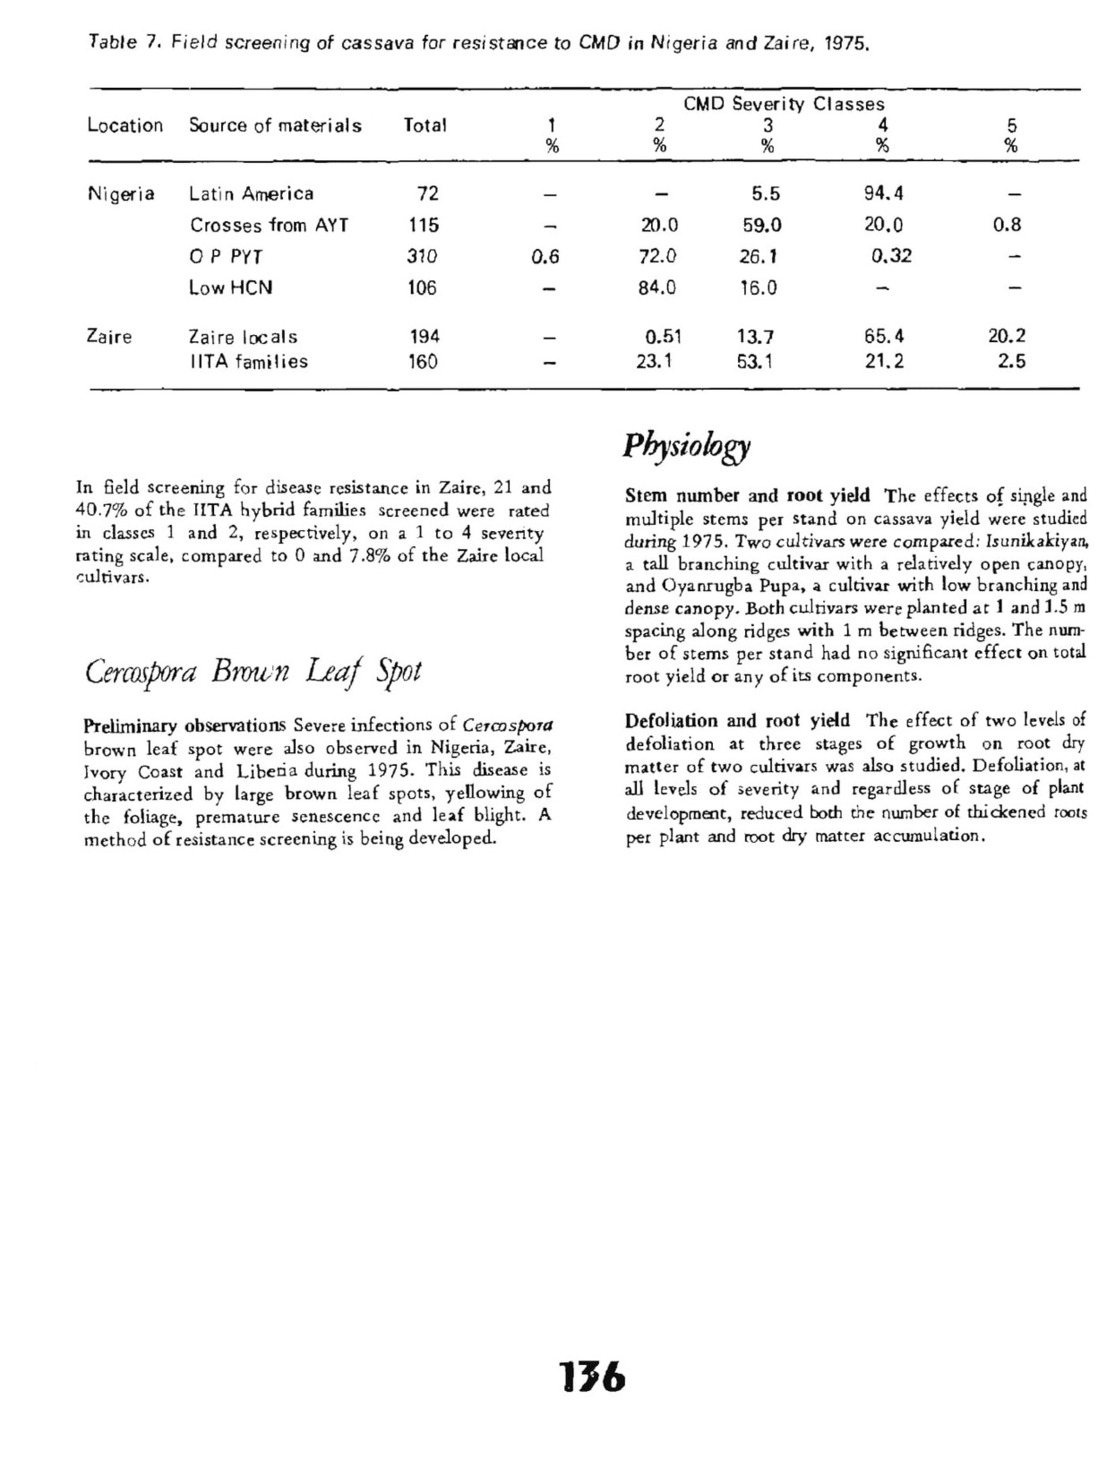 Table 7. Field screening of cassava for resistance to CMD in Nigeria and Zaire, 1975.
CMD Severity Classes
Location Source of materials Total 1 2 3 4 5
% % % % %
Nigeria Latin America 72 — — 5.5 94.4 —
Crosses from AYT 115 — 20.0 59.0 20.0 0.8
O P PYT 310 0.6 72.0 26.1 0.32 —
Low HCN 106 — 84.0 16.0 — —
Zaire Zaire locals 194 — 0.51 13.7 65.4 20.2
IITA families 160 — 23.1 53.1 21.2 2.5
In field screening for disease resistance in Zaire, 21 and
40.7% of the IITA hybrid families screened were rated
in classes 1 and 2, respectively, on a 1 to 4 severity
rating scale, compared to 0 and 7.8% of the Zaire local
cultivars.
Cercospora Brown Leaf Spot
Preliminary observations Severe infections of Cercospora
brown leaf spot were also observed in Nigeria, Zaire,
Ivory Coast and Liberia during 1975. This disease is
characterized by large brown leaf spots, yellowing of
the foliage, premature senescence and leaf blight. A
method of resistance screening is being developed.
Physiology
Stem number and root yield The effects of single and
multiple stems per stand on cassava yield were studied
during 1975. Two cultivars were compared: Isunikakiyan,
a tall branching cultivar with a relatively open canopy,
and Oyanrugba Pupa, a cultivar with low branching and
dense canopy. Both cultivars were planted at 1 and 1.5 m
spacing along ridges with 1 m between ridges. The num-
ber of stems per stand had no significant effect on total
root yield or any of its components.
Defoliation and root yield The effect of two levels of
defoliation at three stages of growth on root dry
matter of two cultivars was also studied. Defoliation, at
all levels of severity and regardless of stage of plant
development, reduced both the number of thickened roots
per plant and root dry matter accumulation.
136